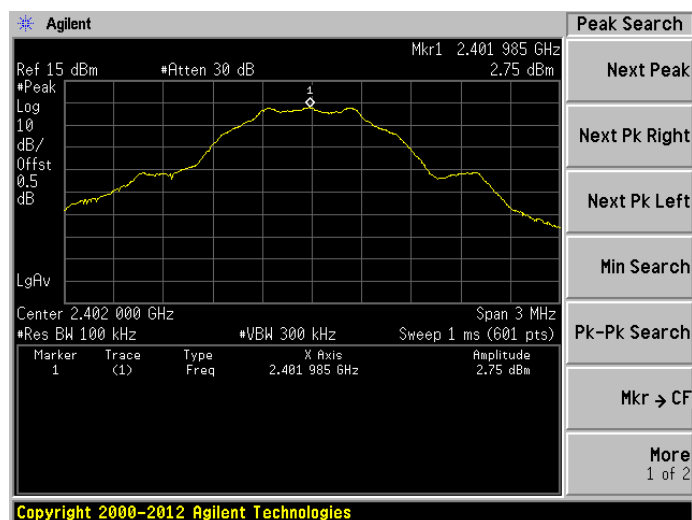 Agilent
Peak Search
Mkr1 2.401 985 GHz
Ref 15 dBm #Atten 30 dB 2.75 dBm
#Peak
Log
10
dB/
Offst
0.5
dB
1
LgAv
Center 2.402 000 GHz Span 3 MHz
#Res BW 100 kHz #VBW 300 kHz Sweep 1 ms (601 pts)
Marker Trace Type X Axis Amplitude
1 (1) Freq 2.401 985 GHz 2.75 dBm
Next Peak
Next Pk Right
Next Pk Left
Min Search
Pk-Pk Search
Mkr → CF
More
1 of 2
Copyright 2000-2012 Agilent Technologies